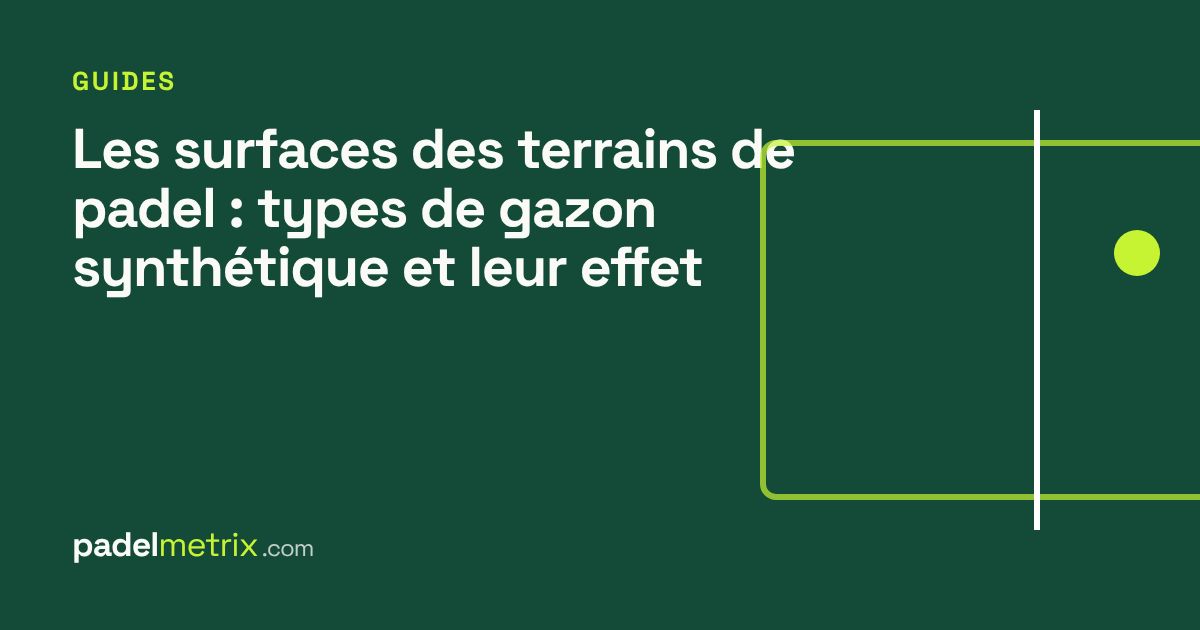 GUIDES
Les surfaces des terrains de
padel : types de gazon
synthétique et leur effet
padelmetrix.com